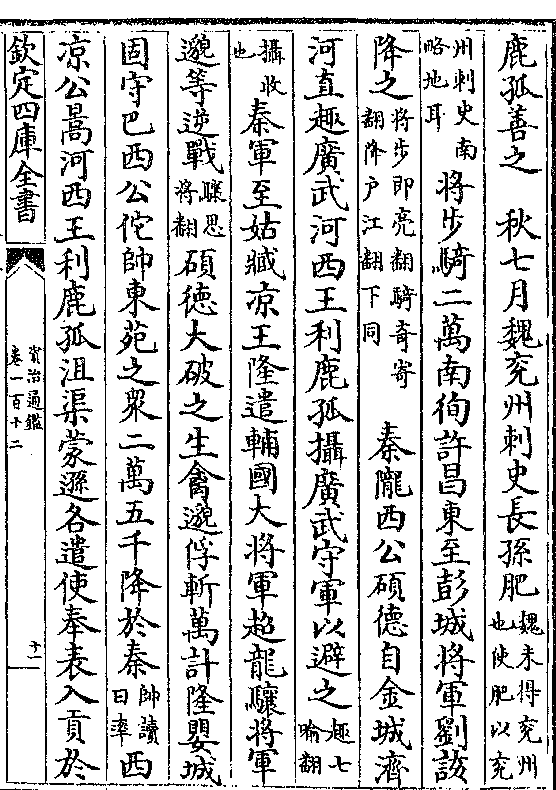 鹿孤善之　秋七月魏兖州刺史長孫肥魏未得兖州也使肥以兖
州刺史南略地耳將步騎二萬南徇許昌東至彭城將軍劉該
降之將步即亮翻騎奇寄翻降户江翻下同　秦隴西公碩德自金城濟
河直趣廣武河西王利鹿孤攝廣武守軍以避之趣七喻翻
攝收也秦軍至姑臧凉王隆遣輔國大將軍超龍驤將軍
邈等逆戰驤思將翻碩德大破之生禽邈俘斬萬計隆嬰城
固守巴西公佗帥東苑之衆二萬五千降於秦帥讀曰率西
凉公暠河西王利鹿孤沮渠蒙遜各遣使奉表入貢於
欽定四庫全書
資治通鑑
卷一百十二
十一